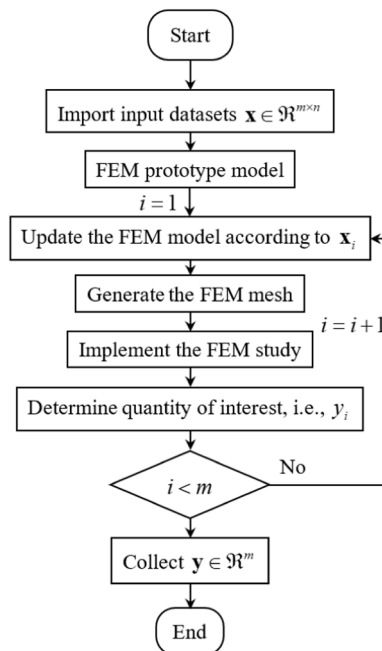 Start
Import input datasets x ∈ ℜ^{m×n}
FEM prototype model
i = 1
Update the FEM model according to x_i
Generate the FEM mesh
i = i+1
Implement the FEM study
Determine quantity of interest, i.e., y_i
No
i < m
Collect y ∈ ℜ^m
End